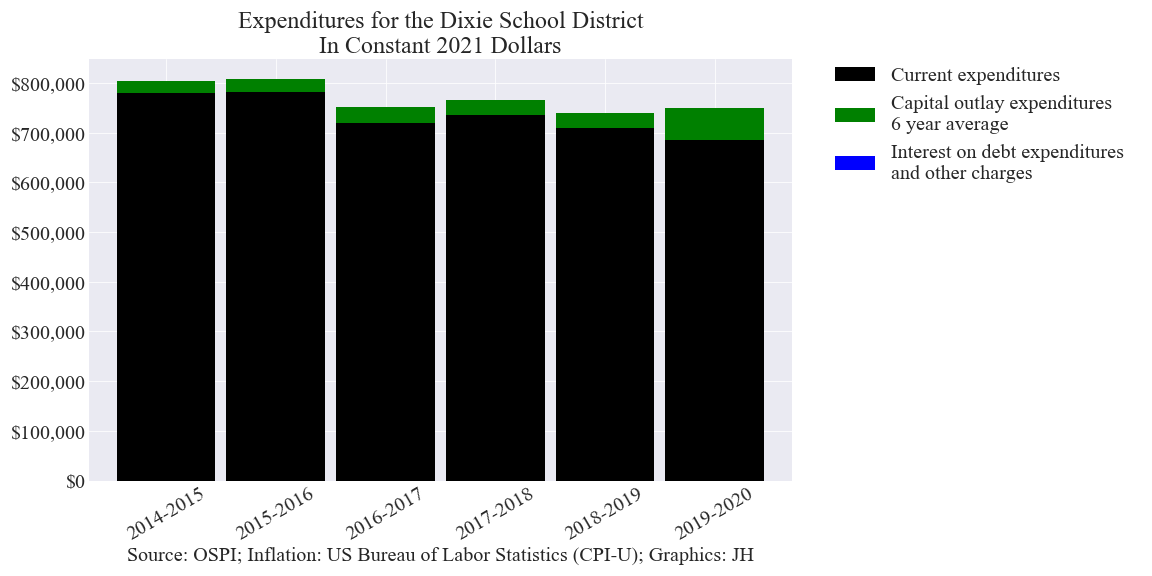 Expenditures for the Dixie School District
In Constant 2021 Dollars
$800,000
$700,000
$600,000
$500,000
$400,000
$300,000
$200,000
$100,000
$0
2014-2015
2015-2016
2016-2017
2017-2018
2018-2019
2019-2020
Source: OSPI; Inflation: US Bureau of Labor Statistics (CPI-U); Graphics: JH
Current expenditures
Capital outlay expenditures
6 year average
Interest on debt expenditures
and other charges